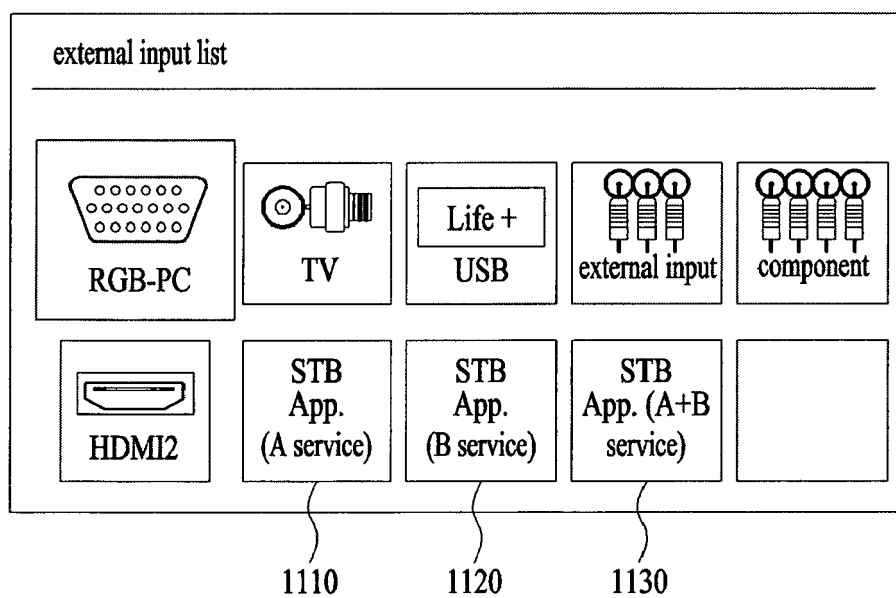 external input list
RGB-PC
TV
Life +
USB
external input
component
HDMI2
STB
App.
(A service)
STB
App.
(B service)
STB
App. (A+B
service)
1110
1120
1130